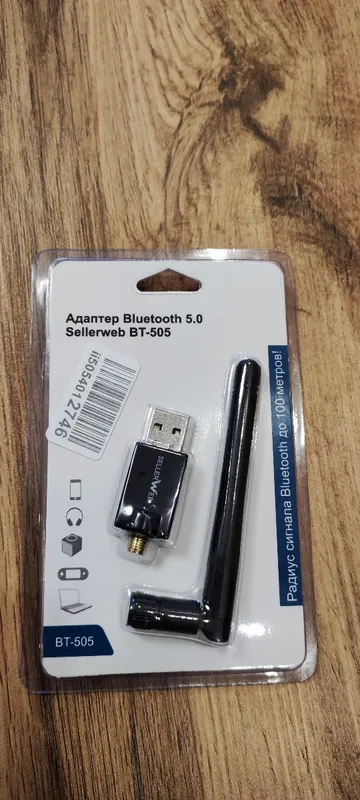 Адаптер Bluetooth 5.0
Sellerweb BT-505
ii5054012746
SELLERWEB
Радиус сигнала Bluetooth до 100 метров!
BT-505